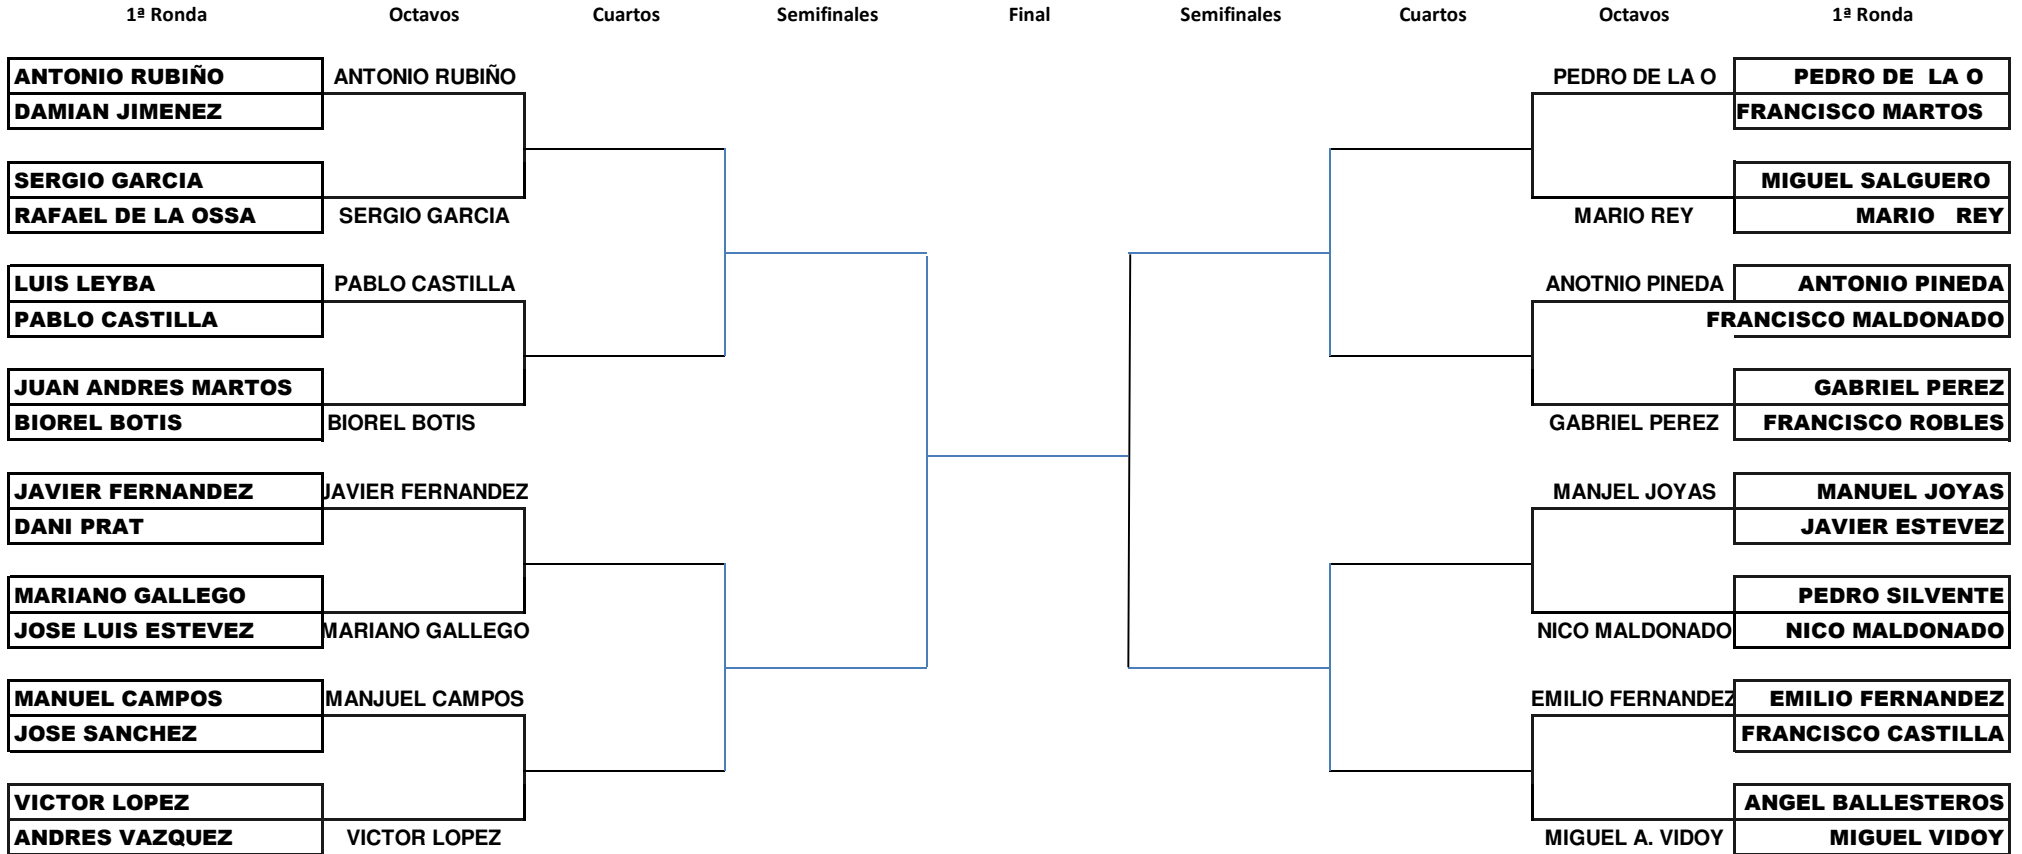 1ª Ronda Octavos Cuartos Semifinales Final Semifinales Cuartos Octavos 1ª Ronda
ANTONIO RUBIÑO ANTONIO RUBIÑO PEDRO DE LA O PEDRO DE LA O
DAMIAN JIMENEZ FRANCISCO MARTOS
SERGIO GARCIA MIGUEL SALGUERO
RAFAEL DE LA OSSA SERGIO GARCIA MARIO REY MARIO REY
LUIS LEYBA PABLO CASTILLA ANOTNIO PINEDA ANTONIO PINEDA
PABLO CASTILLA FRANCISCO MALDONADO
JUAN ANDRES MARTOS GABRIEL PEREZ
BIOREL BOTIS BIOREL BOTIS GABRIEL PEREZ FRANCISCO ROBLES
JAVIER FERNANDEZ JAVIER FERNANDEZ MANJEL JOYAS MANUEL JOYAS
DANI PRAT JAVIER ESTEVEZ
MARIANO GALLEGO PEDRO SILVENTE
JOSE LUIS ESTEVEZ MARIANO GALLEGO NICO MALDONADO NICO MALDONADO
MANUEL CAMPOS MANJUEL CAMPOS EMILIO FERNANDEZ EMILIO FERNANDEZ
JOSE SANCHEZ FRANCISCO CASTILLA
VICTOR LOPEZ ANGEL BALLESTEROS
ANDRES VAZQUEZ VICTOR LOPEZ MIGUEL A. VIDOY MIGUEL VIDOY